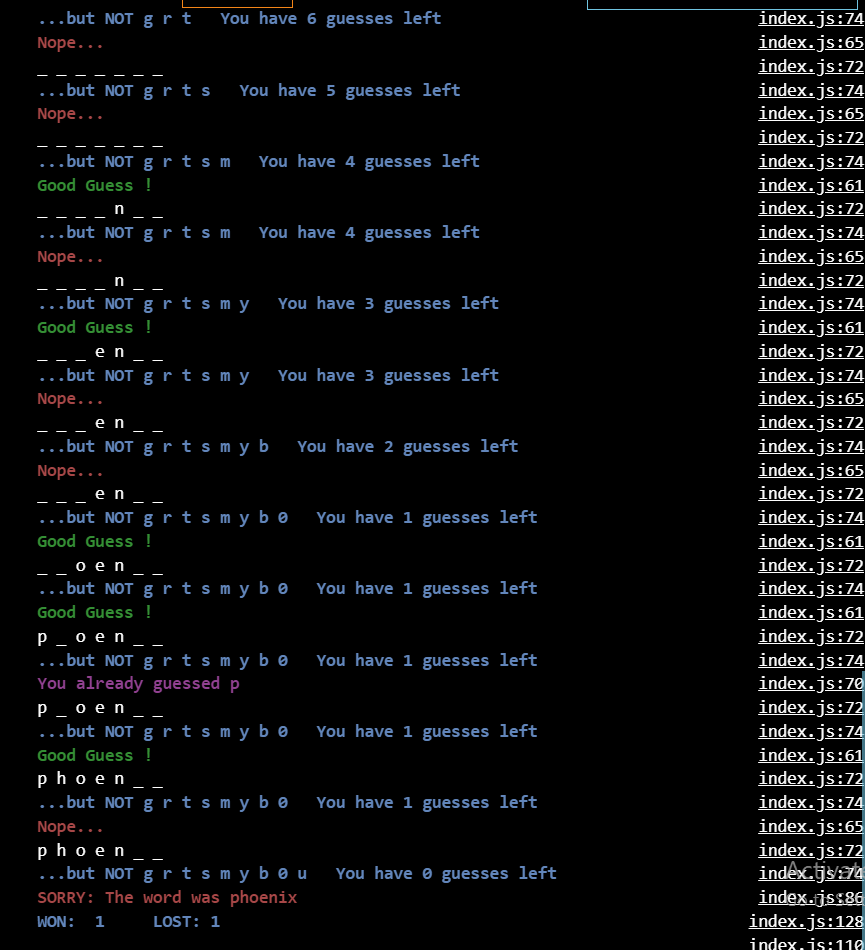 ...but NOT g r t   You have 6 guesses left index.js:74
Nope... index.js:65
_ _ _ _ _ _ _ index.js:72
...but NOT g r t s   You have 5 guesses left index.js:74
Nope... index.js:65
_ _ _ _ _ _ _ index.js:72
...but NOT g r t s m   You have 4 guesses left index.js:74
Good Guess ! index.js:61
_ _ _ _ n _ _ index.js:72
...but NOT g r t s m   You have 4 guesses left index.js:74
Nope... index.js:65
_ _ _ _ n _ _ index.js:72
...but NOT g r t s m y   You have 3 guesses left index.js:74
Good Guess ! index.js:61
_ _ _ e n _ _ index.js:72
...but NOT g r t s m y   You have 3 guesses left index.js:74
Nope... index.js:65
_ _ _ e n _ _ index.js:72
...but NOT g r t s m y b   You have 2 guesses left index.js:74
Nope... index.js:65
_ _ _ e n _ _ index.js:72
...but NOT g r t s m y b 0   You have 1 guesses left index.js:74
Good Guess ! index.js:61
_ _ o e n _ _ index.js:72
...but NOT g r t s m y b 0   You have 1 guesses left index.js:74
Good Guess ! index.js:61
p _ o e n _ _ index.js:72
...but NOT g r t s m y b 0   You have 1 guesses left index.js:74
You already guessed p index.js:70
p _ o e n _ _ index.js:72
...but NOT g r t s m y b 0   You have 1 guesses left index.js:74
Good Guess ! index.js:61
p h o e n _ _ index.js:72
...but NOT g r t s m y b 0   You have 1 guesses left index.js:74
Nope... index.js:65
p h o e n _ _ index.js:72
...but NOT g r t s m y b 0 u   You have 0 guesses left index.js:74
Activat
SORRY: The word was phoenix index.js:86
WON:  1     LOST: 1 index.js:128
index.js:110